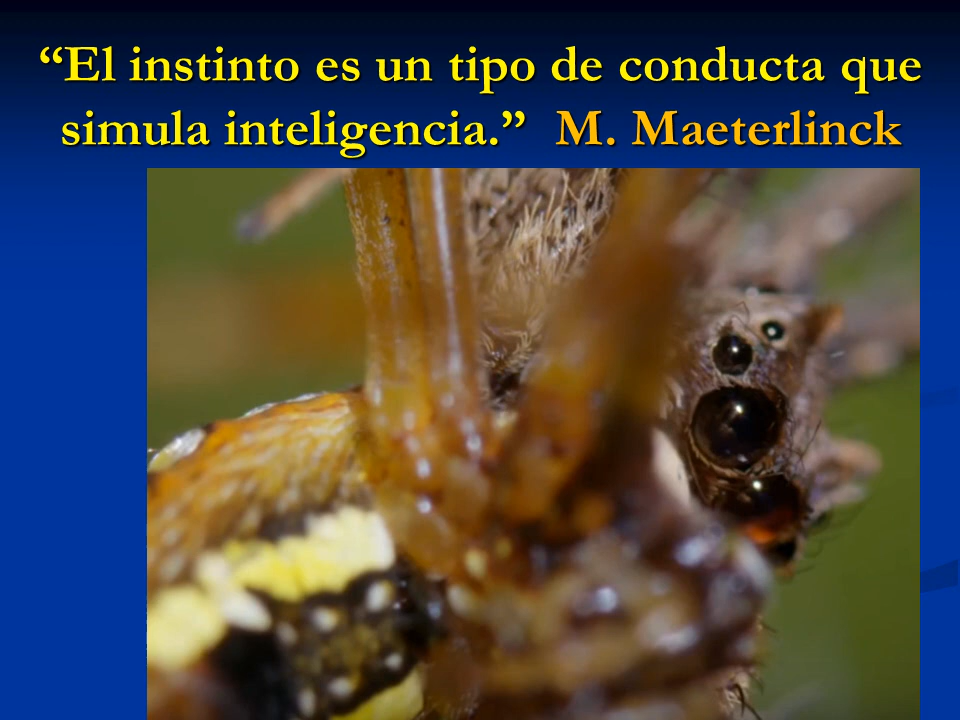 “El instinto es un tipo de conducta que
simula inteligencia.” M. Maeterlinck